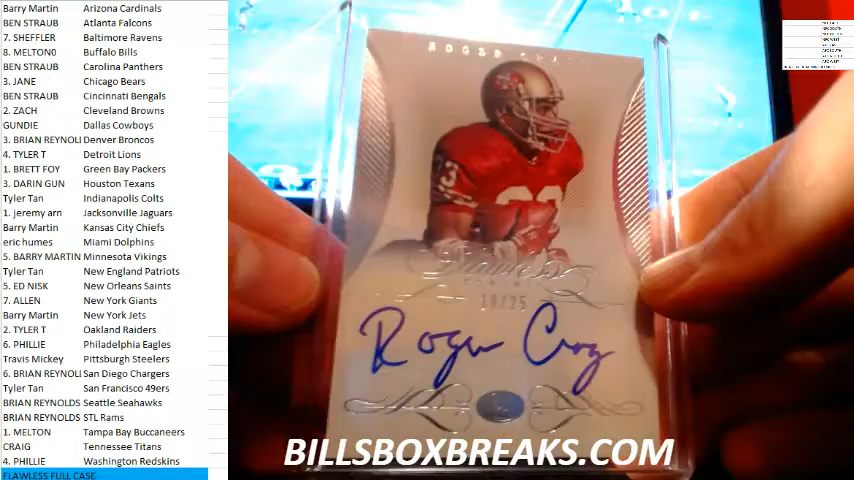 Barry Martin Arizona Cardinals
BEN STRAUB Atlanta Falcons
7. SHEFFLER Baltimore Ravens
8. MELTON0 Buffalo Bills
BEN STRAUB Carolina Panthers
3. JANE Chicago Bears
BEN STRAUB Cincinnati Bengals
2. ZACH Cleveland Browns
GUNDIE Dallas Cowboys
3. BRIAN REYNOL Denver Broncos
4. TYLER T Detroit Lions
1. BRETT FOY Green Bay Packers
3. DARIN GUN Houston Texans
Tyler Tan Indianapolis Colts
1. jeremy arn Jacksonville Jaguars
Barry Martin Kansas City Chiefs
eric humes Miami Dolphins
5. BARRY MARTIN Minnesota Vikings
Tyler Tan New England Patriots
5. ED NISK New Orleans Saints
7. ALLEN New York Giants
Barry Martin New York Jets
2. TYLER T Oakland Raiders
6. PHILLIE Philadelphia Eagles
Travis Mickey Pittsburgh Steelers
6. BRIAN REYNOL San Diego Chargers
Tyler Tan San Francisco 49ers
BRIAN REYNOLDS Seattle Seahawks
BRIAN REYNOLDS STL Rams
1. MELTON Tampa Bay Buccaneers
CRAIG Tennessee Titans
4. PHILLIE Washington Redskins
FLAWLESS FULL CASE
ROGER
33
Flawless
18/25
Roger Craig
BILLSBOXBREAKS.COM